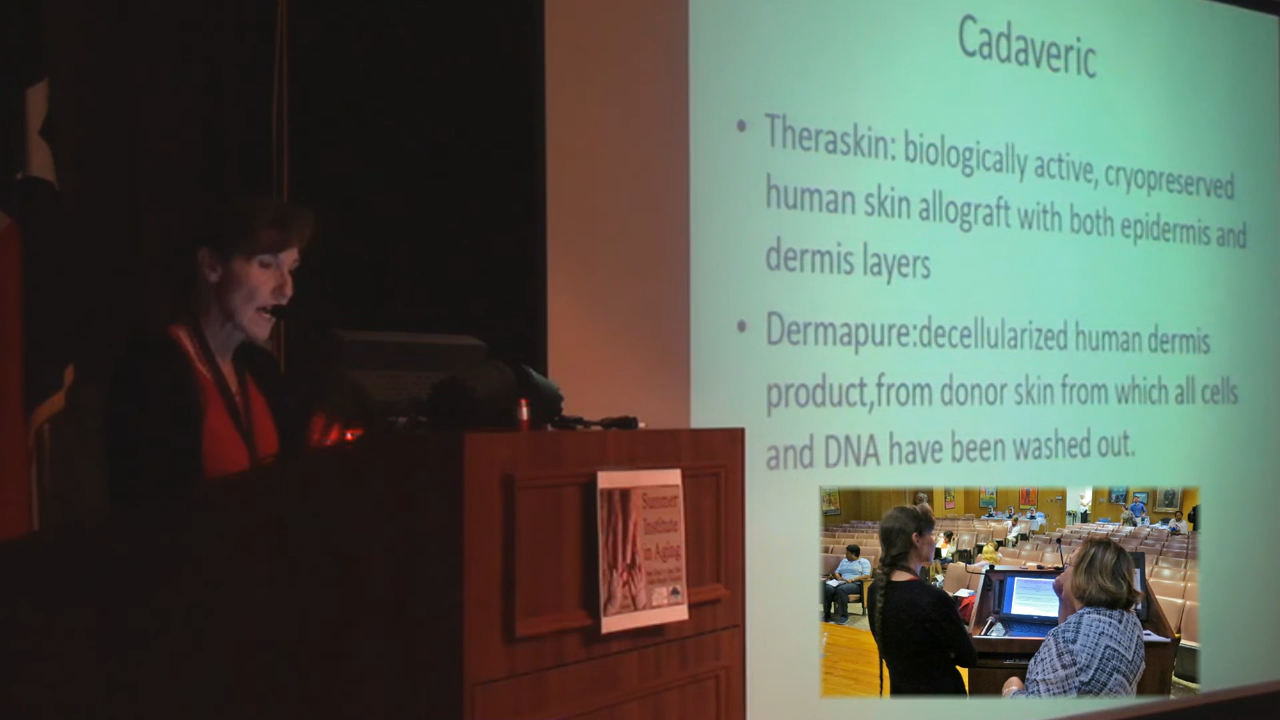 Cadaveric
• Theraskin: biologically active, cryopreserved
human skin allograft with both epidermis and
dermis layers
• Dermapure:decellularized human dermis
product,from donor skin from which all cells
and DNA have been washed out.
Summer
Institute
in Aging